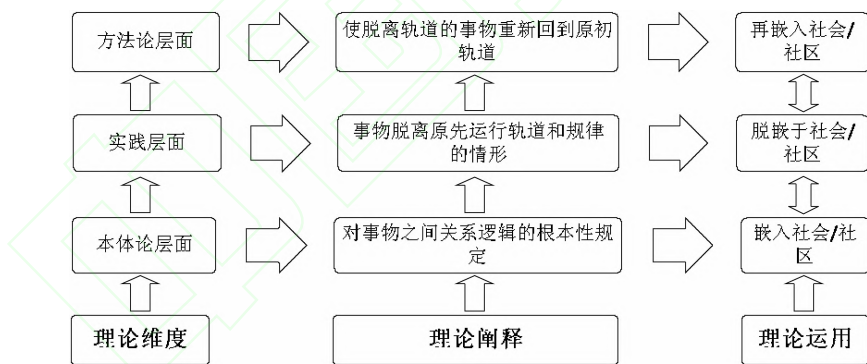 方法论层面
使脱离轨道的事物重新回到原初
轨道
再嵌入社会/
社区
实践层面
事物脱离原先运行轨道和规律
的情形
脱嵌于社会/
社区
本体论层面
对事物之间关系逻辑的根本性规
定
嵌入社会/社
区
理论维度
理论阐释
理论运用